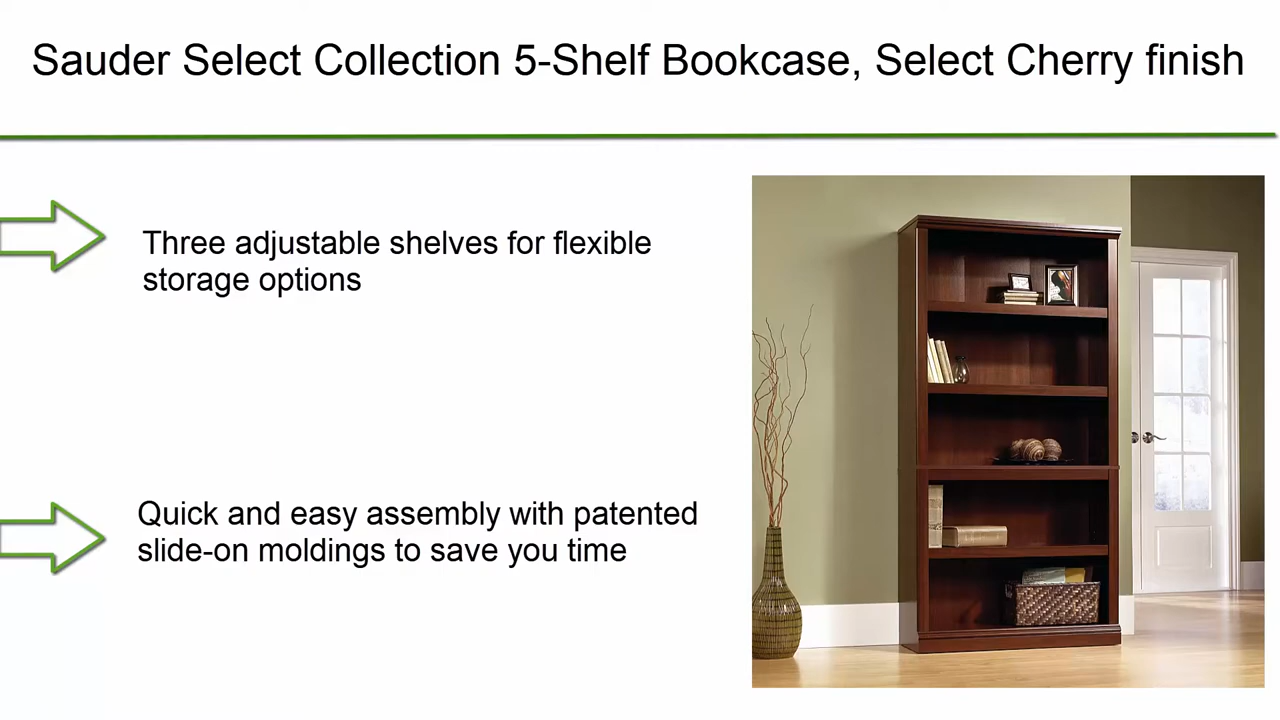 Sauder Select Collection 5-Shelf Bookcase, Select Cherry finish
Three adjustable shelves for flexible
storage options
Quick and easy assembly with patented
slide-on moldings to save you time